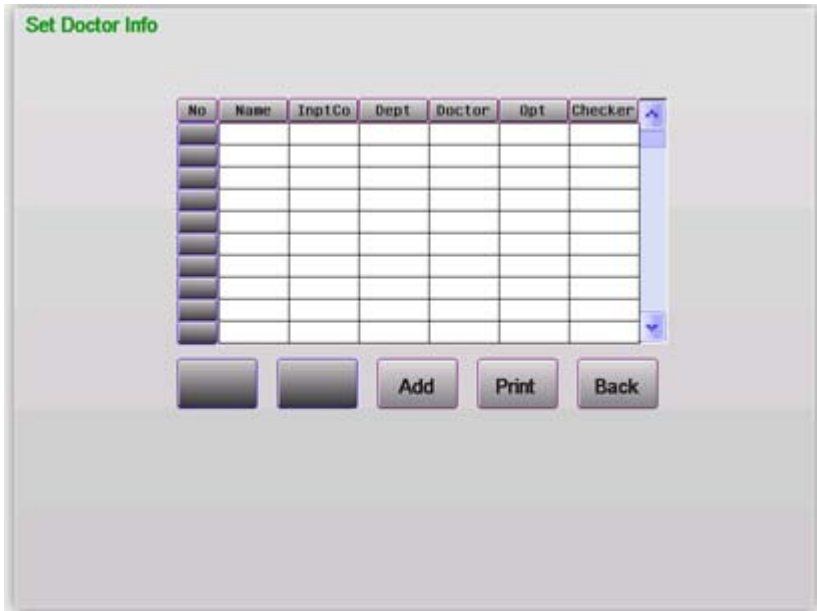 Set Doctor Info
No Name InptCo Dept Doctor Opt Checker
Add Print Back